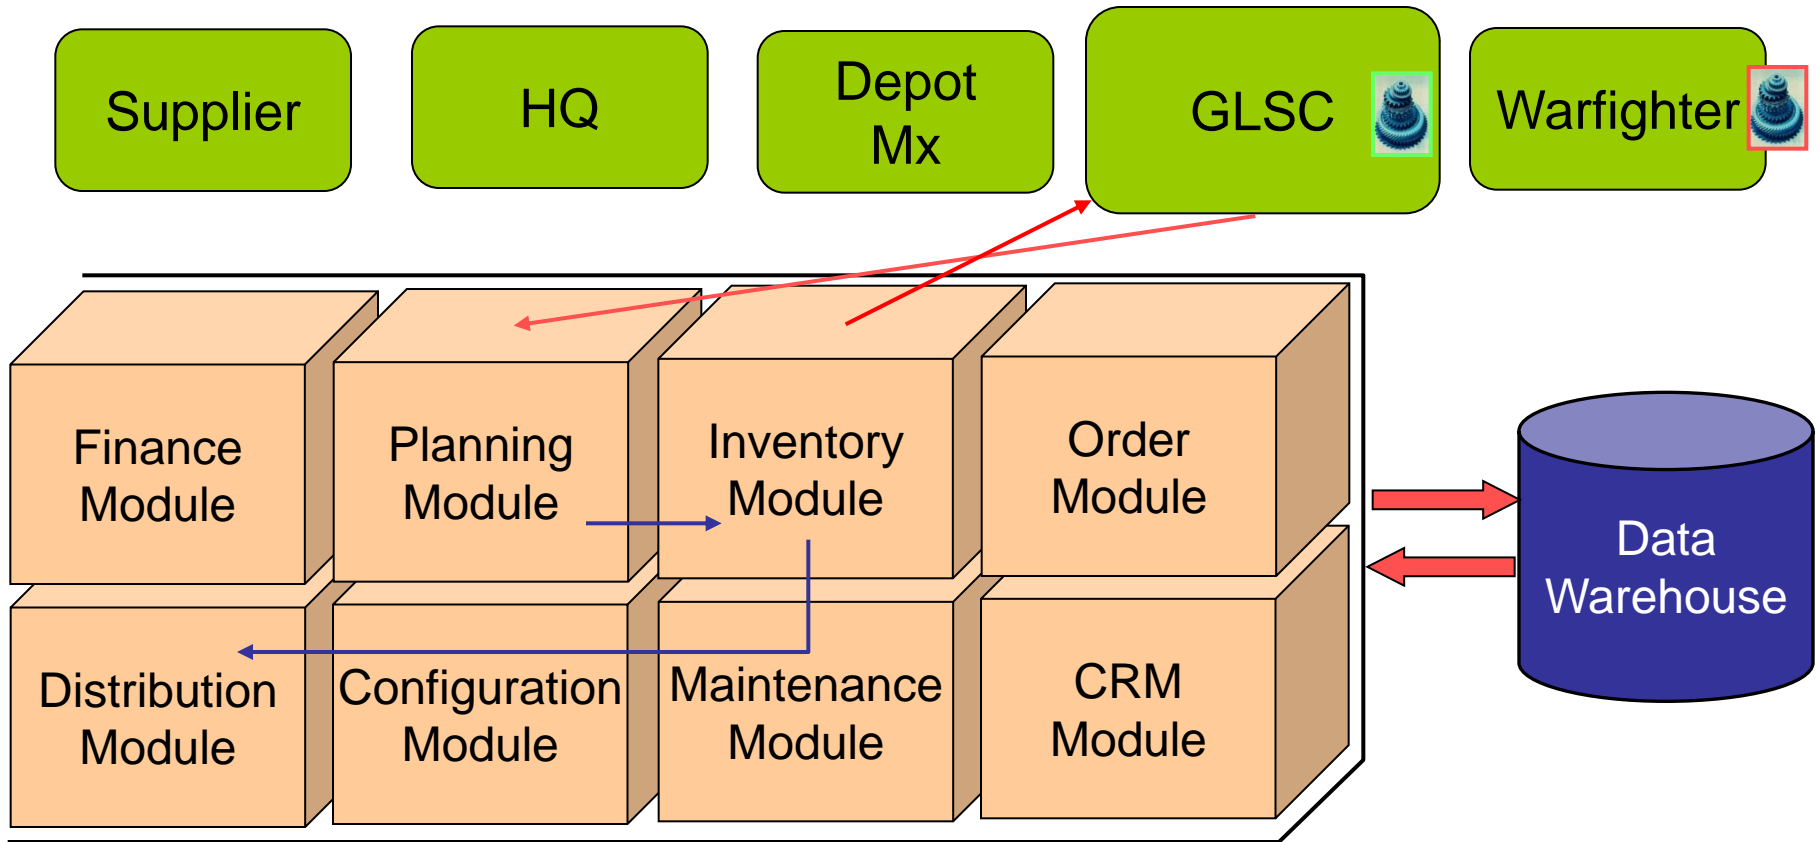 Supplier
HQ
Depot
Mx
GLSC
Warfighter
Finance
Module
Planning
Module
Inventory
Module
Order
Module
Distribution
Module
Configuration
Module
Maintenance
Module
CRM
Module
Data
Warehouse